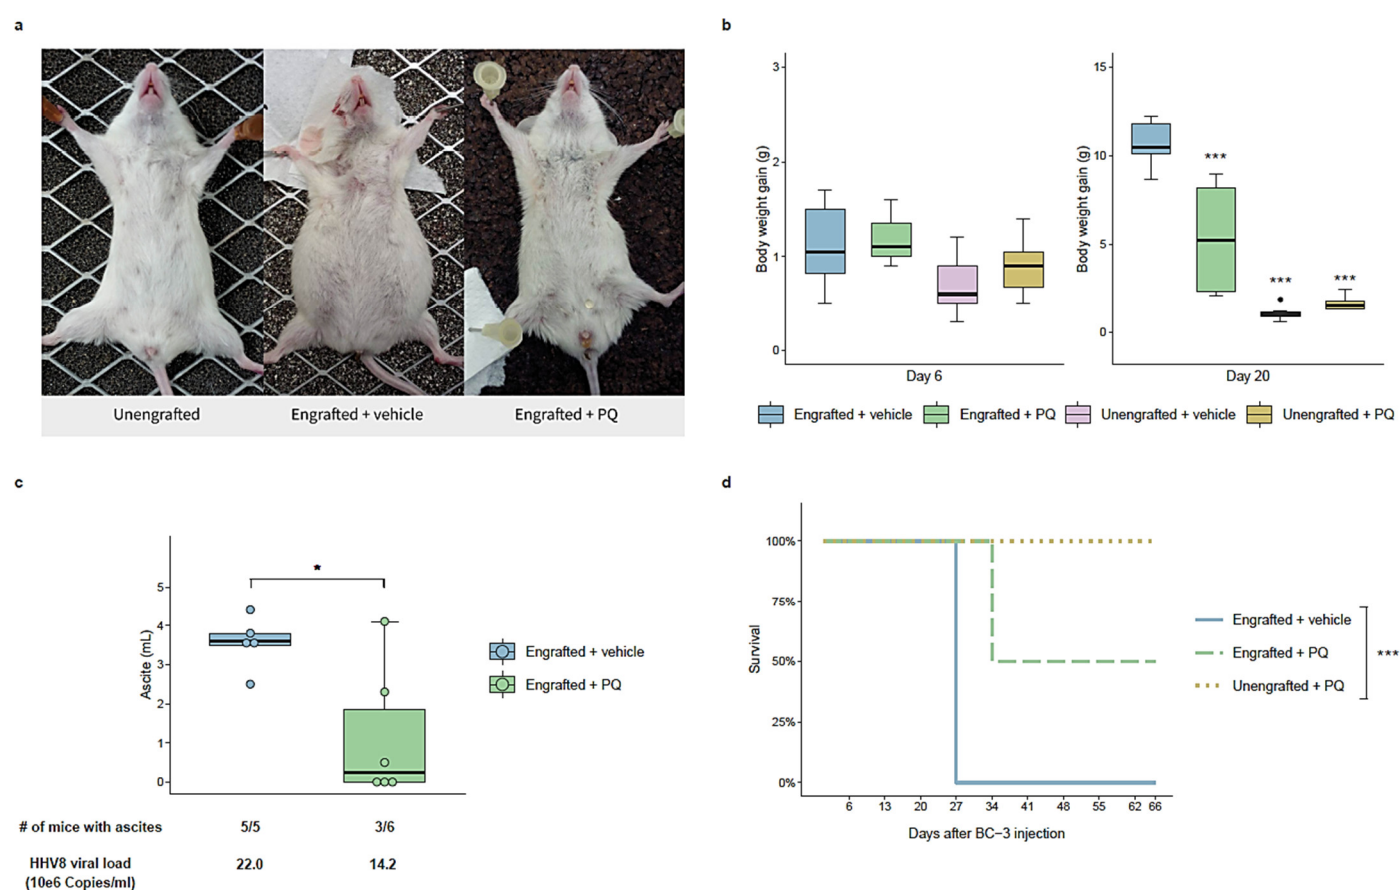 a
Unengrafted Engrafted + vehicle Engrafted + PQ
b
Body weight gain (g)
3
2
1
0
Day 6
Body weight gain (g)
15
10
5
0
***
***
***
Day 20
Engrafted + vehicle Engrafted + PQ Unengrafted + vehicle Unengrafted + PQ
c
Ascite (mL)
5
4
3
2
1
0
*
Engrafted + vehicle
Engrafted + PQ
# of mice with ascites 5/5 3/6
HHV8 viral load 22.0 14.2
(10e6 Copies/ml)
d
Survival
100%
75%
50%
25%
0%
6 13 20 27 34 41 48 55 62 66
Days after BC−3 injection
Engrafted + vehicle
Engrafted + PQ
Unengrafted + PQ
***